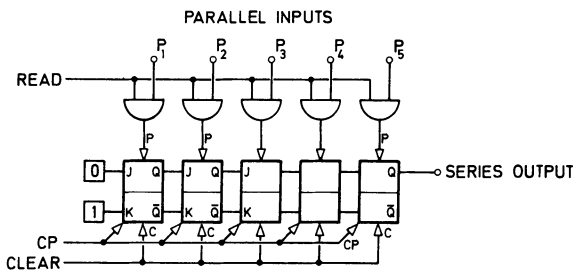 PARALLEL INPUTS
P1 P2 P3 P4 P5
READ
P P P
0 J Q J Q Q SERIES OUTPUT
1 K Q̅ K Q̅ Q̅
C C CP C
CP
CLEAR